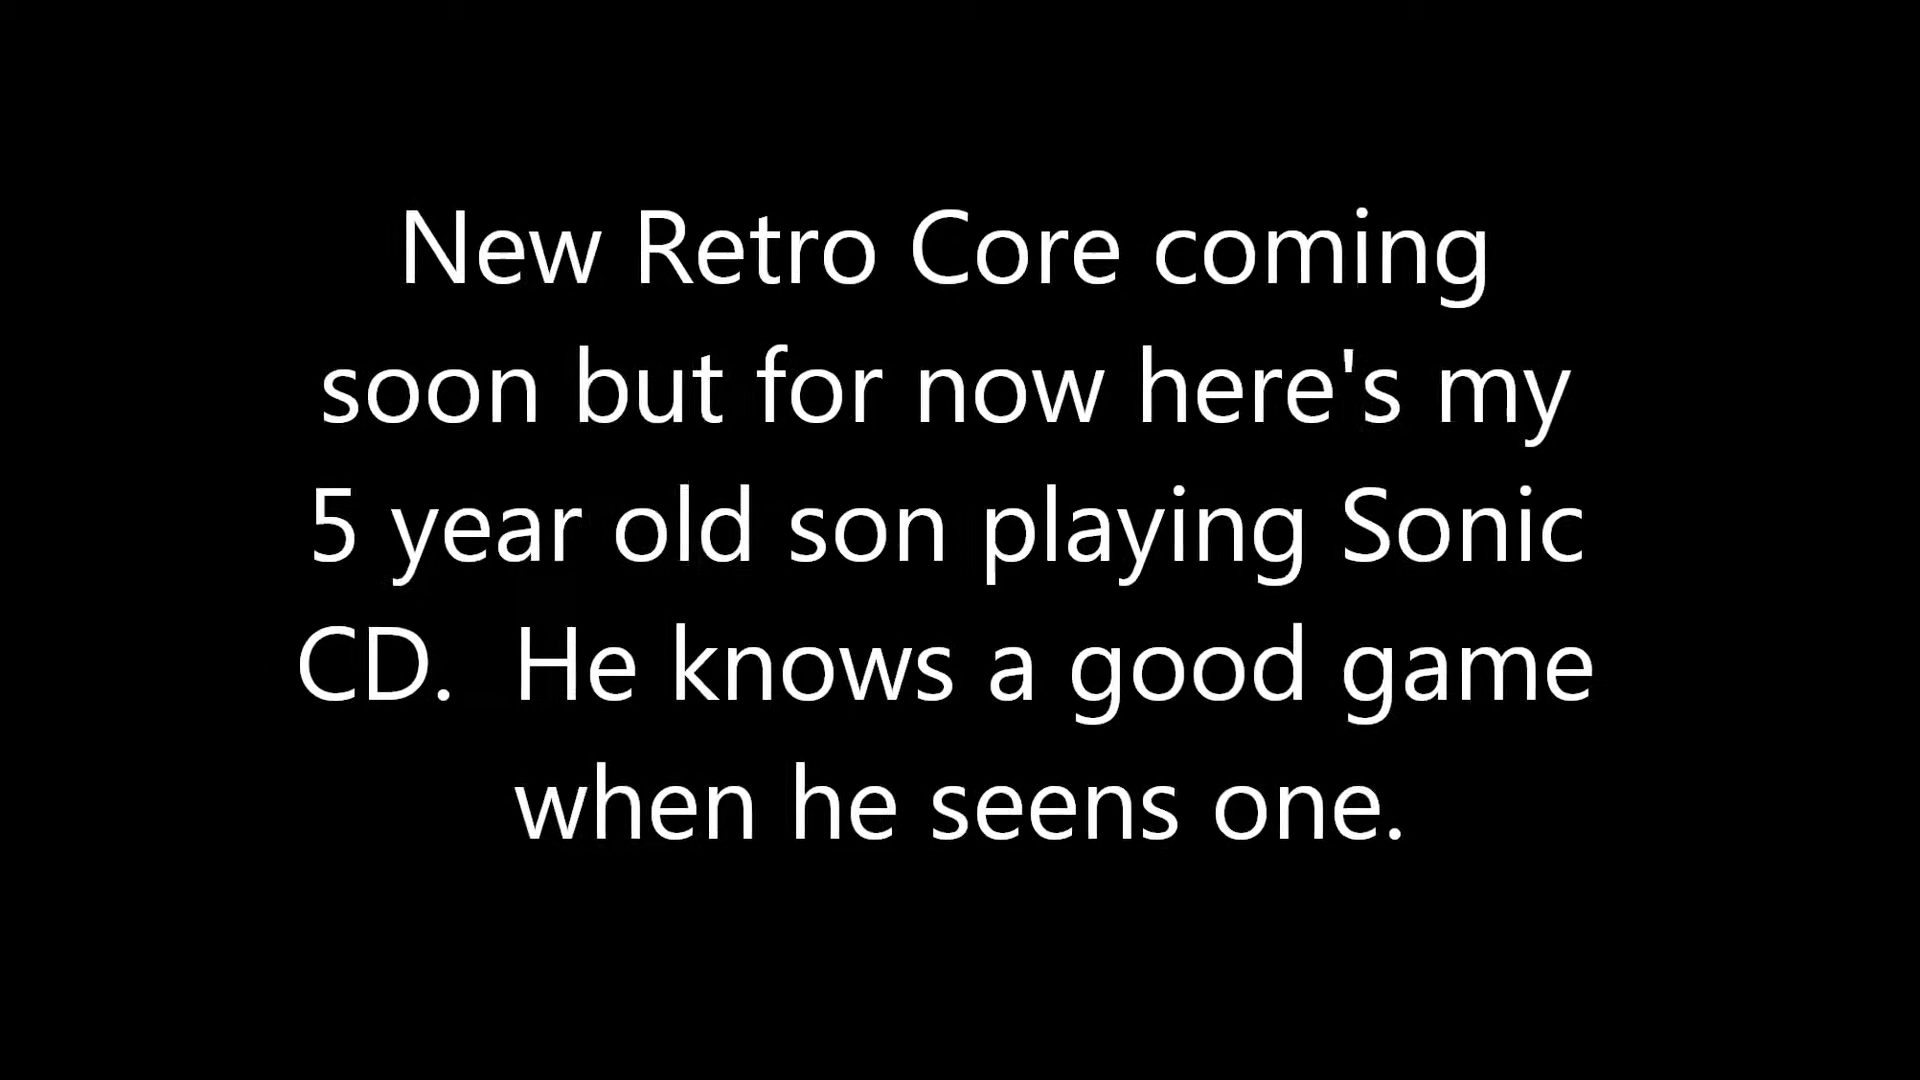 New Retro Core coming
soon but for now here's my
5 year old son playing Sonic
CD.  He knows a good game
when he seens one.